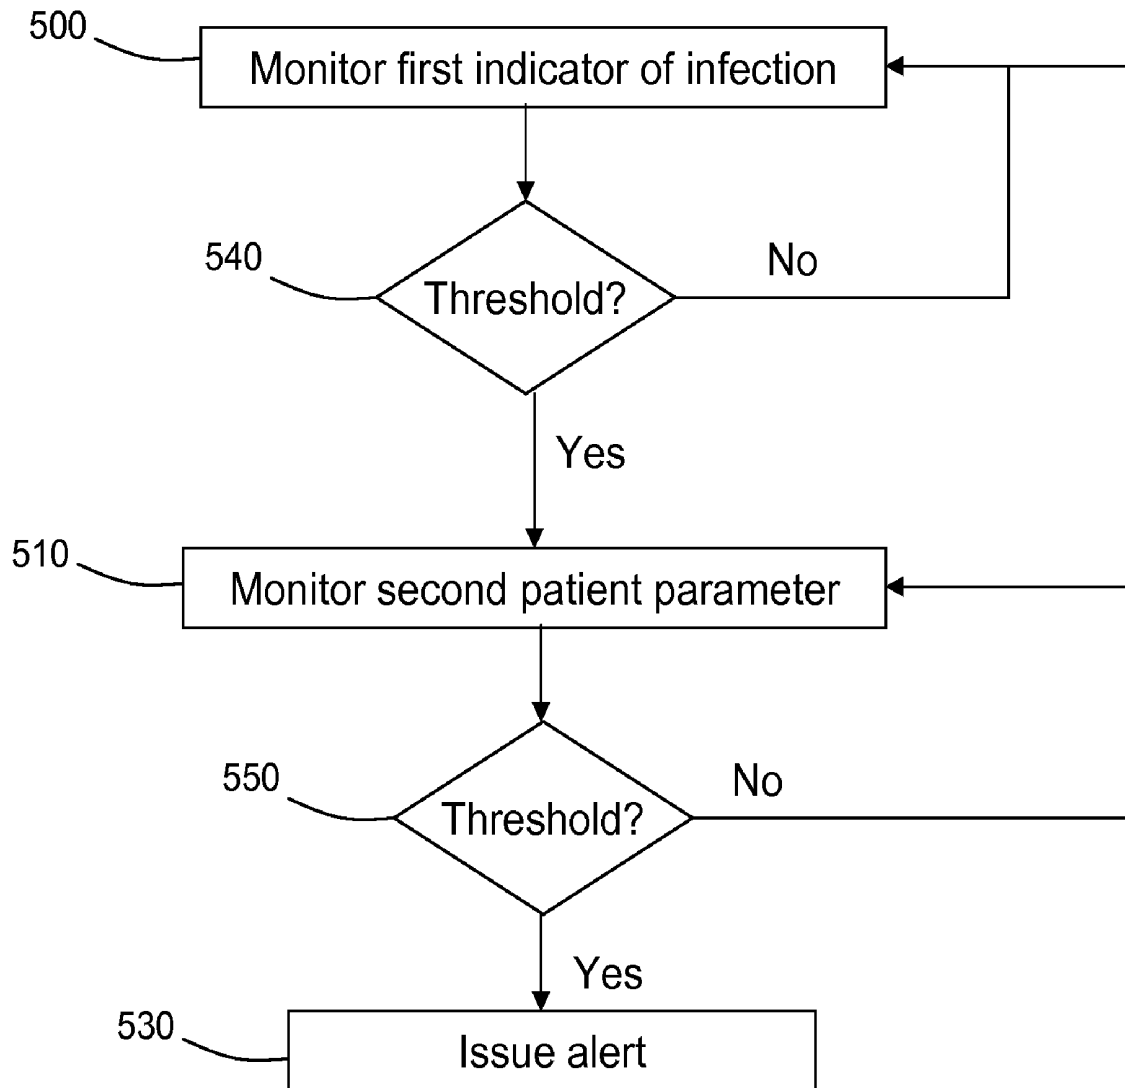 500
Monitor first indicator of infection
540
Threshold?
No
Yes
510
Monitor second patient parameter
550
Threshold?
No
Yes
530
Issue alert